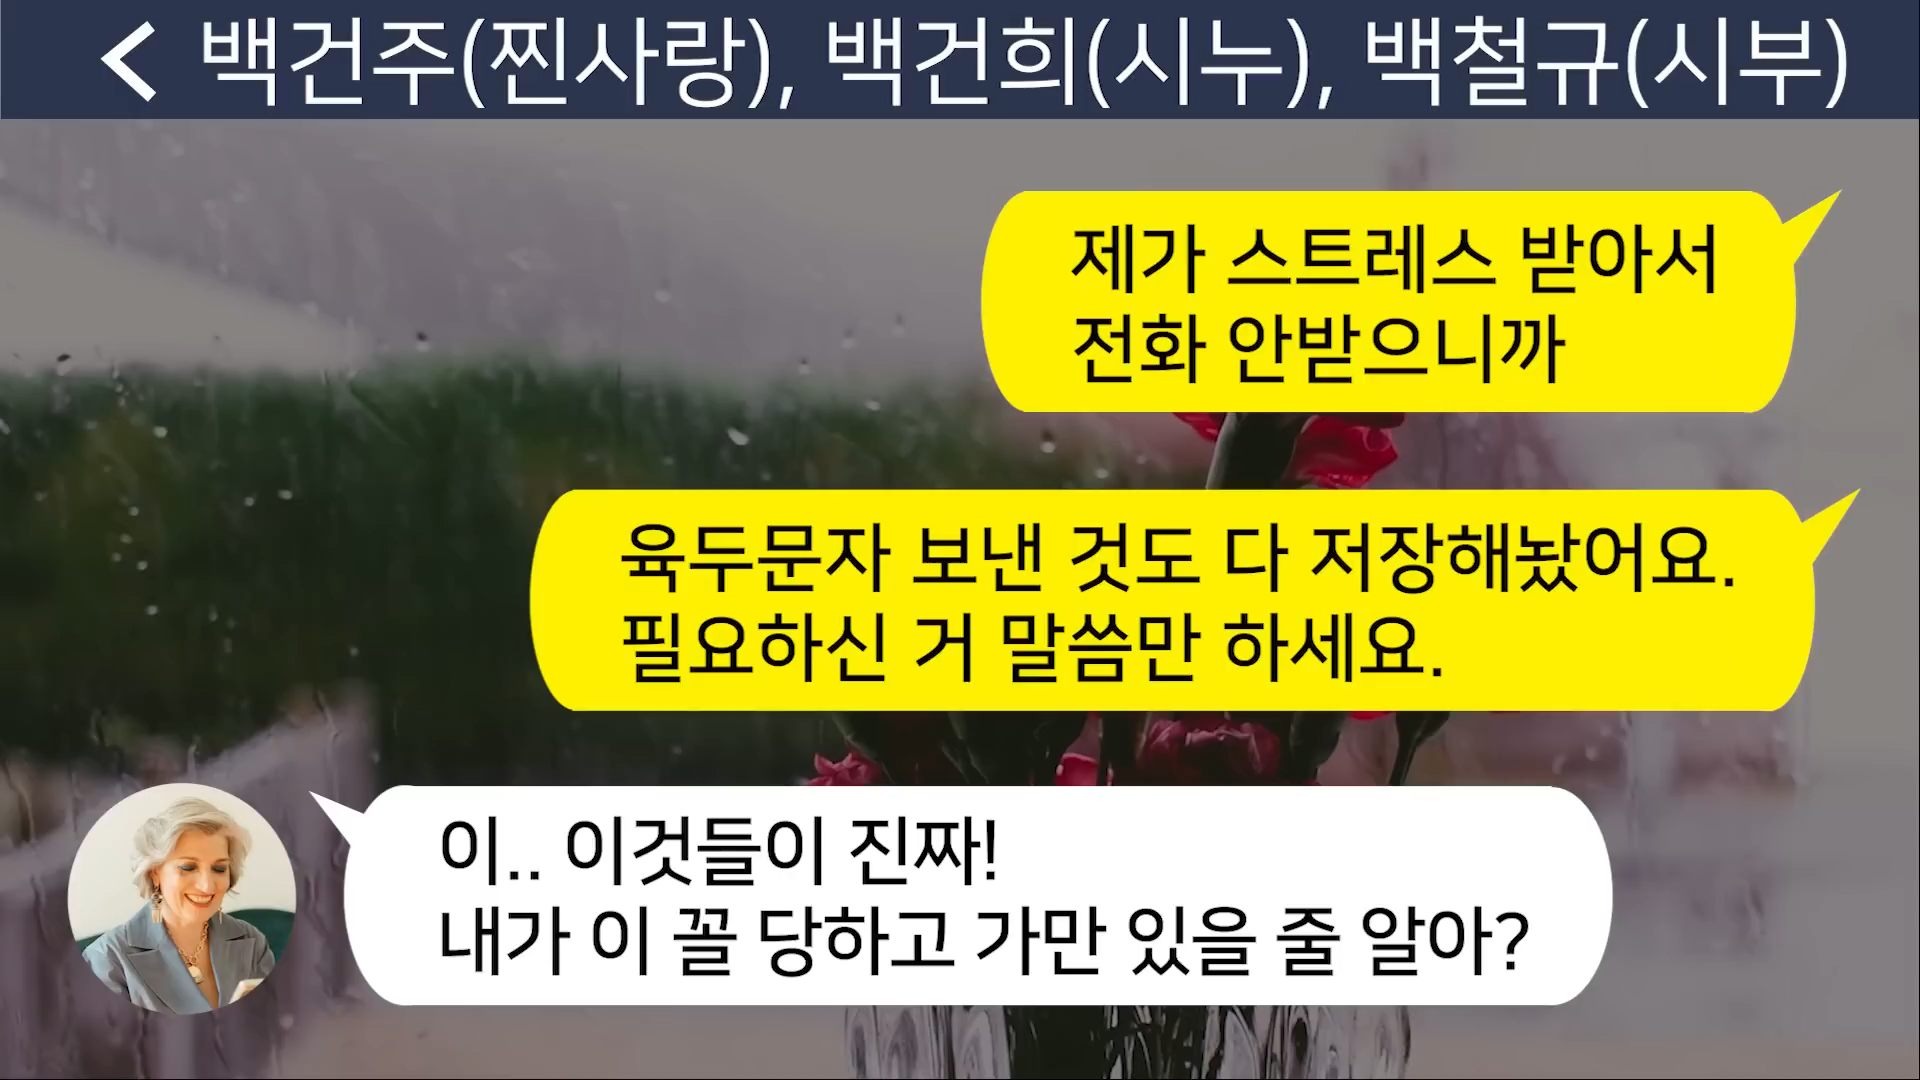 백건주(찐사랑), 백건희(시누), 백철규(시부)
제가 스트레스 받아서
전화 안받으니까
육두문자 보낸 것도 다 저장해놨어요.
필요하신 거 말씀만 하세요.
이.. 이것들이 진짜!
내가 이 꼴 당하고 가만 있을 줄 알아?